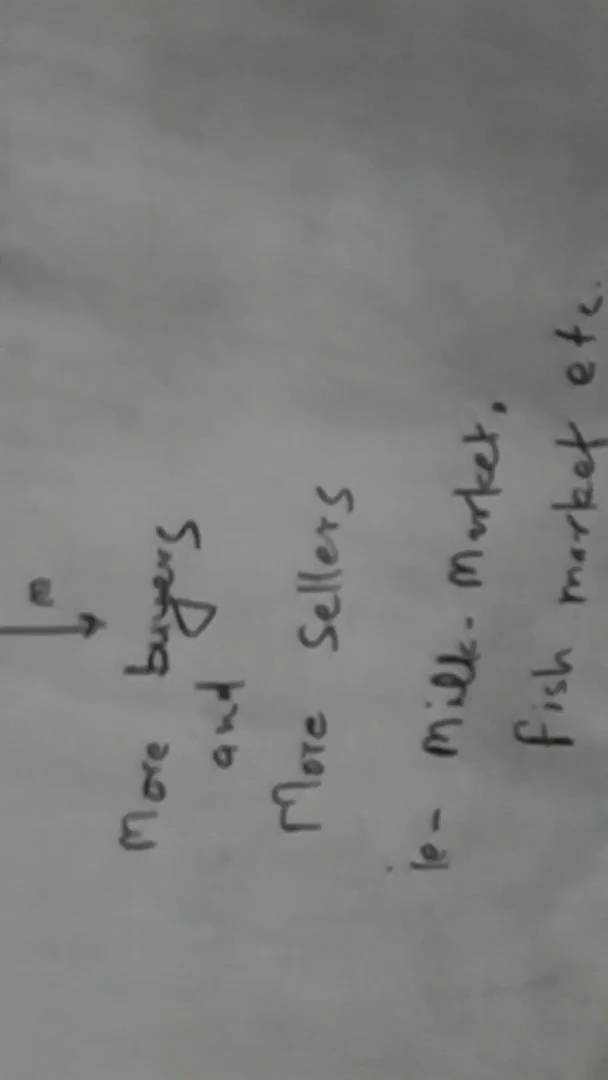 m
More buyers
and
More Sellers
ie- Milk-Market,
fish market etc.